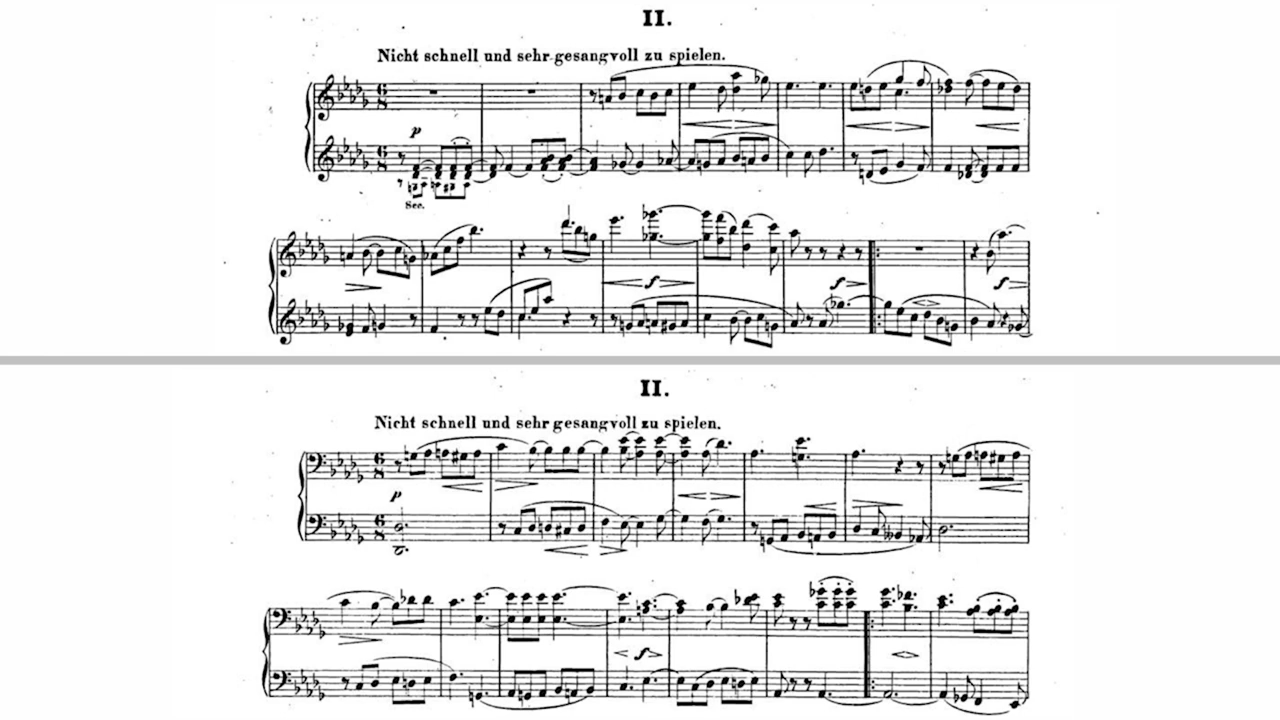 II.
Nicht schnell und sehr gesangvoll zu spielen.
p
Sec.
f
f
f
II.
Nicht schnell und sehr gesangvoll zu spielen.
p
f